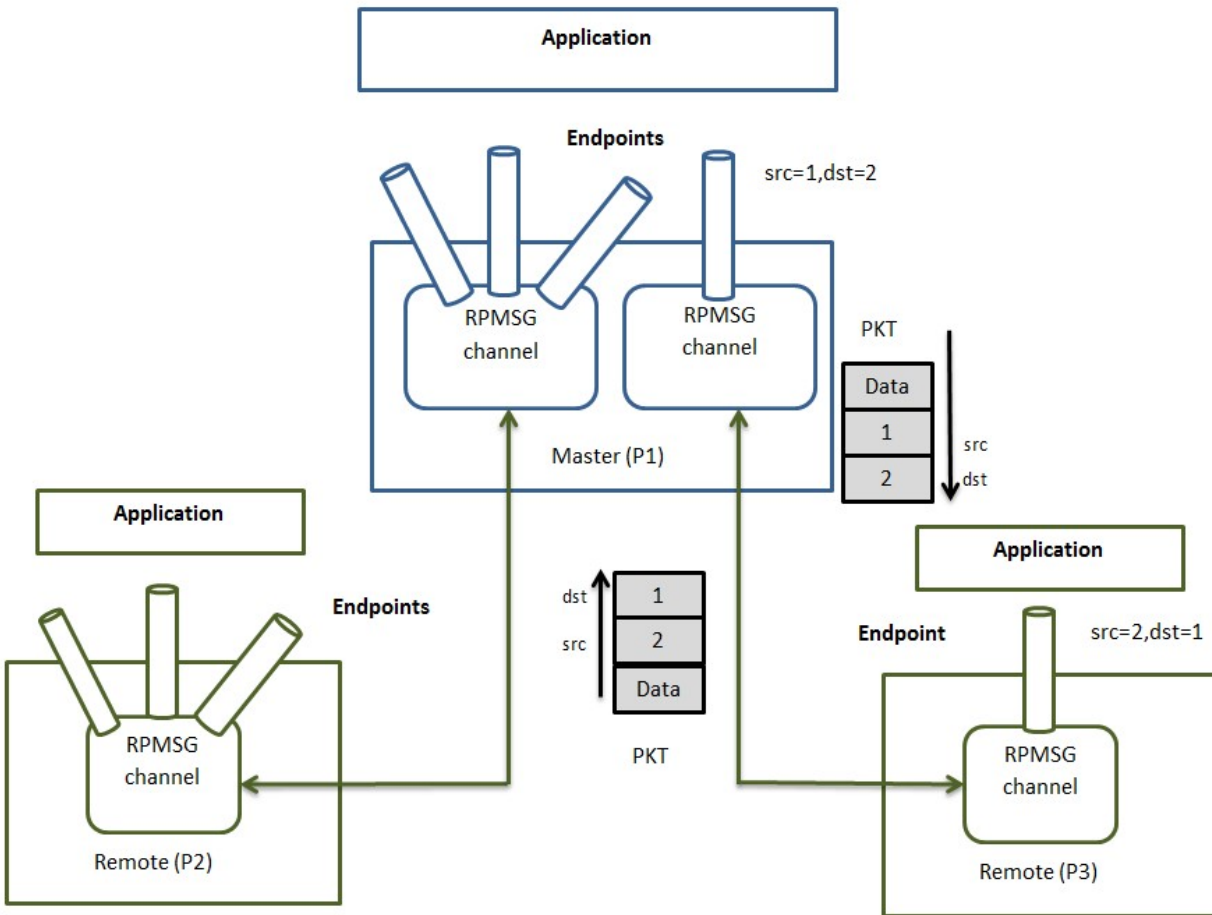 Application
Endpoints
src=1,dst=2
RPMSG
channel
RPMSG
channel
PKT
Data
1
src
2
dst
Master (P1)
Application
Application
dst
1
src
2
Data
PKT
Endpoints
Endpoint
src=2,dst=1
RPMSG
channel
RPMSG
channel
Remote (P2)
Remote (P3)